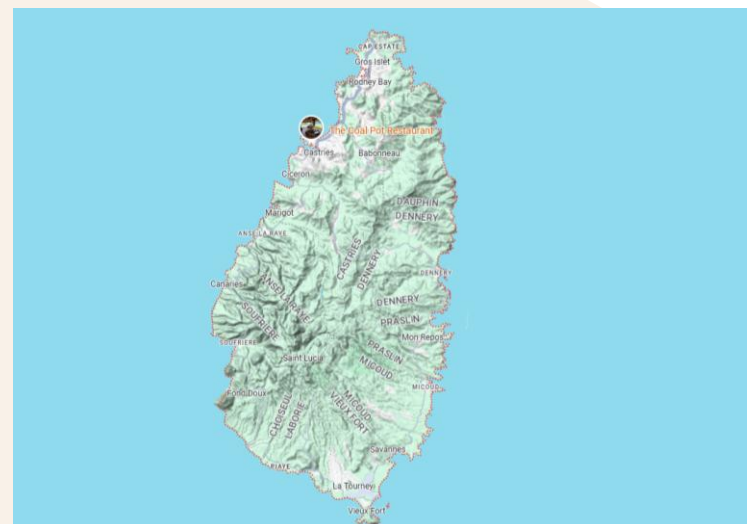 CAP ESTATE
Gros Islet
Rodney Bay
The Coal Pot Restaurant
Castries
Babonneau
Ciceron
DAUPHIN
DENNERY
Marigot
ANSE LA RAYE
CASTRIES
DENNERY
DENNERY
Canaries
ANSE LA RAYE
SOUFRIERE
DENNERY
PRASLIN
Mon Repos
SOUFRIERE
Saint Lucia
PRASLIN
MICOUD
MICOUD
Fond Doux
CHOISEUL
LABORIE
MICOUD
VIEUX FORT
Savannes
PIAYE
La Tourney
Vieux Fort